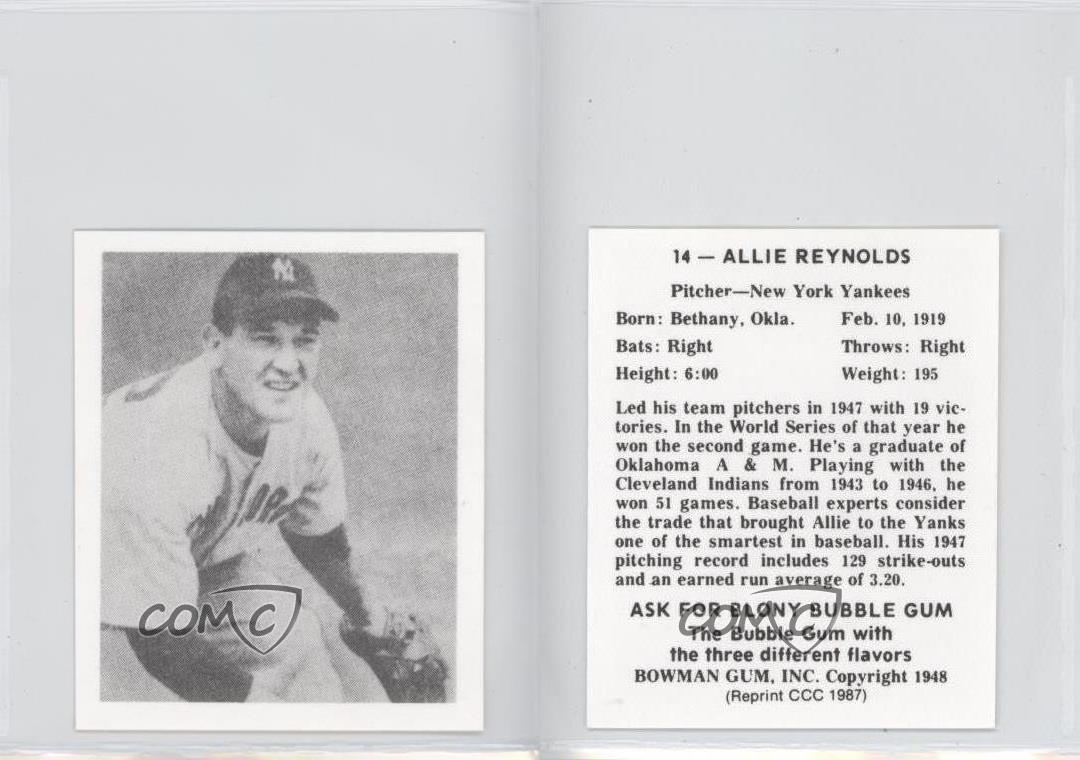 NY
COMC
14 — ALLIE REYNOLDS
Pitcher—New York Yankees
Born: Bethany, Okla. Feb. 10, 1919
Bats: Right Throws: Right
Height: 6:00 Weight: 195
Led his team pitchers in 1947 with 19 vic-
tories. In the World Series of that year he
won the second game. He's a graduate of
Oklahoma A & M. Playing with the
Cleveland Indians from 1943 to 1946, he
won 51 games. Baseball experts consider
the trade that brought Allie to the Yanks
one of the smartest in baseball. His 1947
pitching record includes 129 strike-outs
and an earned run average of 3.20.
ASK FOR BLONY BUBBLE GUM
COMC
The Bubble Gum with
the three different flavors
BOWMAN GUM, INC. Copyright 1948
(Reprint CCC 1987)